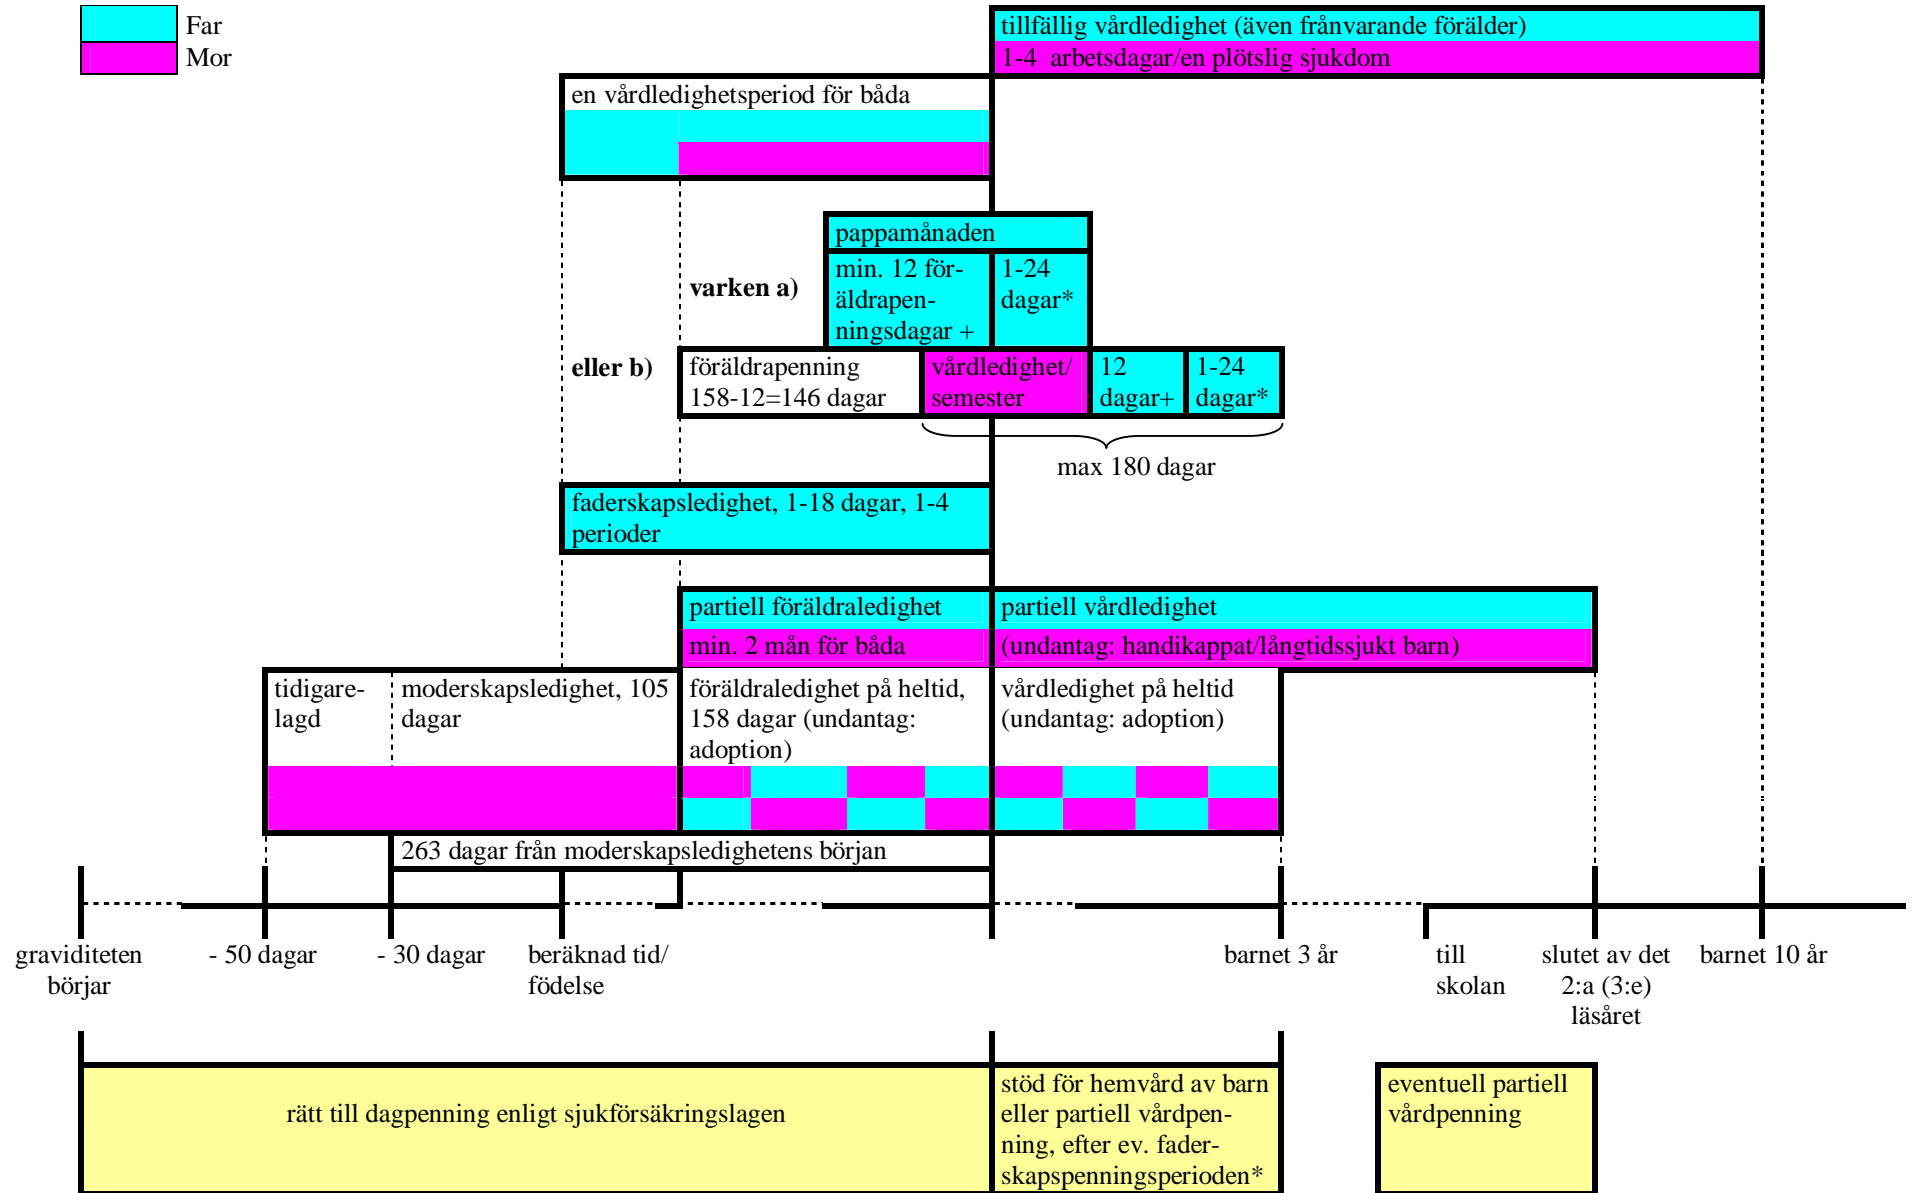 Far
Mor
tillfällig vårdledighet (även frånvarande förälder)
1-4  arbetsdagar/en plötslig sjukdom
en vårdledighetsperiod för båda
pappamånaden
varken a)
min. 12 för-
äldrapen-
ningsdagar +
1-24
dagar*
eller b)
föräldrapenning
158-12=146 dagar
vårdledighet/
semester
12
dagar+
1-24
dagar*
max 180 dagar
faderskapsledighet, 1-18 dagar, 1-4
perioder
partiell föräldraledighet
min. 2 mån för båda
partiell vårdledighet
(undantag: handikappat/långtidssjukt barn)
tidigare-
lagd
moderskapsledighet, 105
dagar
föräldraledighet på heltid,
158 dagar (undantag:
adoption)
vårdledighet på heltid
(undantag: adoption)
263 dagar från moderskapsledighetens början
graviditeten
börjar
- 50 dagar
- 30 dagar
beräknad tid/
födelse
barnet 3 år
till
skolan
slutet av det
2:a (3:e)
läsåret
barnet 10 år
rätt till dagpenning enligt sjukförsäkringslagen
stöd för hemvård av barn
eller partiell vårdpen-
ning, efter ev. fader-
skapspenningsperioden*
eventuell partiell
vårdpenning